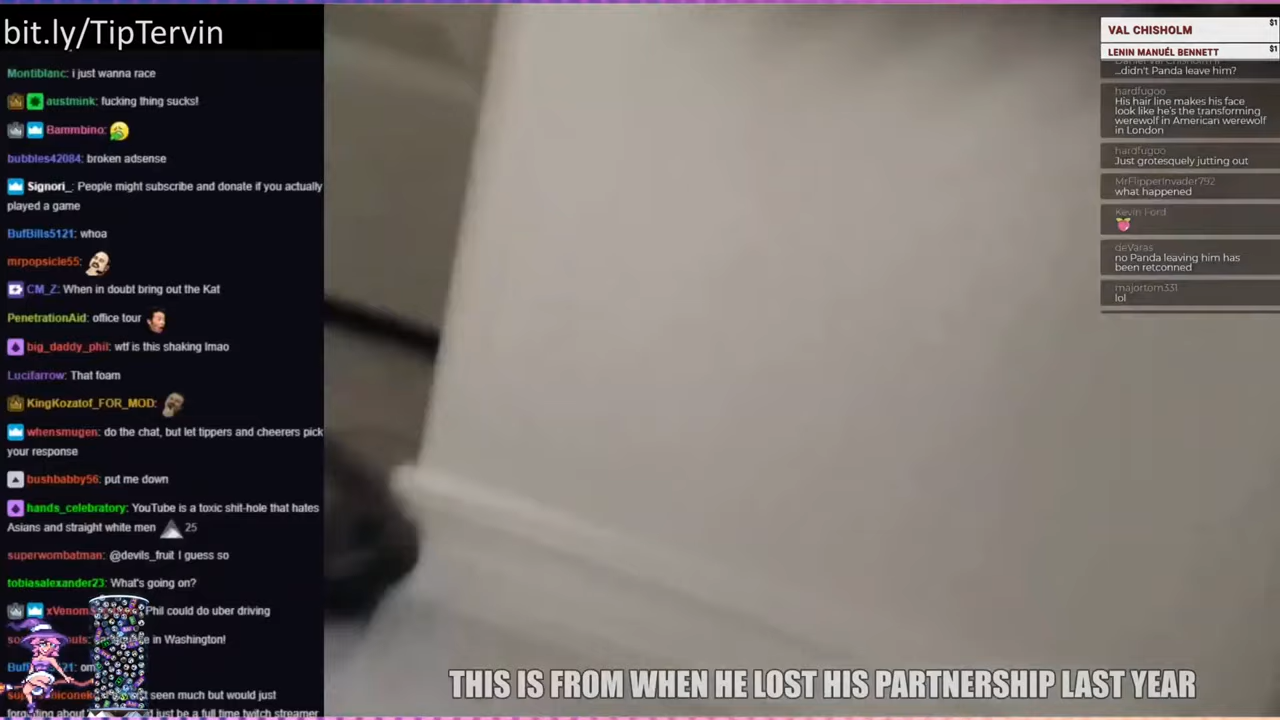 bit.ly/TipTervin
Montiblanc: i just wanna race
austmink: fucking thing sucks!
Bammbino:
bubbles42084: broken adsense
Signori_: People might subscribe and donate if you actually
played a game
BufBills5121: whoa
mrpopsicle55:
CM_Z: When in doubt bring out the Kat
PenetrationAid: office tour
big_daddy_phil: wtf is this shaking lmao
Lucifarrow: That foam
KingKozatof_FOR_MOD:
whensmugen: do the chat, but let tippers and cheerers pick
your response
bushbabby56: put me down
hands_celebratory: YouTube is a toxic shit-hole that hates
Asians and straight white men 25
superwombatman: @devils_fruit I guess so
tobiasalexander23: What's going on?
Phil could do uber driving
in Washington!
seen much but would just
just be a full time twitch streamer
VAL CHISHOLM $1
LENIN MANUÉL BENNETT $1
...didn't Panda leave him?
hardfugoo
His hair line makes his face
look like he's the transforming
werewolf in American werewolf
in London
hardfugoo
Just grotesquely jutting out
MrFlipperInvader792
what happened
Kevin Ford
deVaras
no Panda leaving him has
been retconned
majortom331
lol
THIS IS FROM WHEN HE LOST HIS PARTNERSHIP LAST YEAR